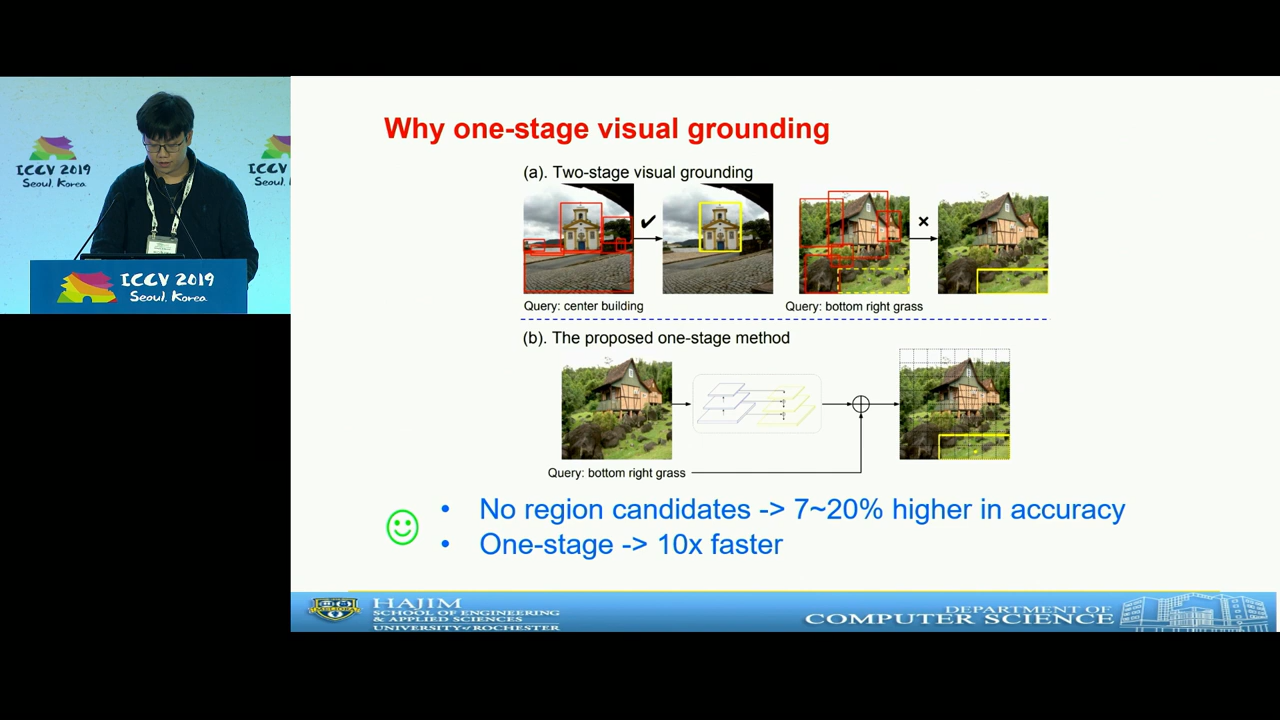 ICCV 2019
Seoul, Korea
ICCV
Seoul,
ICCV 2019
Seoul, Korea
Why one-stage visual grounding
(a). Two-stage visual grounding
Query: center building
Query: bottom right grass
(b). The proposed one-stage method
Query: bottom right grass
• No region candidates -> 7~20% higher in accuracy
• One-stage -> 10x faster
HAJIM
SCHOOL OF ENGINEERING
& APPLIED SCIENCES
UNIVERSITY of ROCHESTER
DEPARTMENT OF
COMPUTER SCIENCE